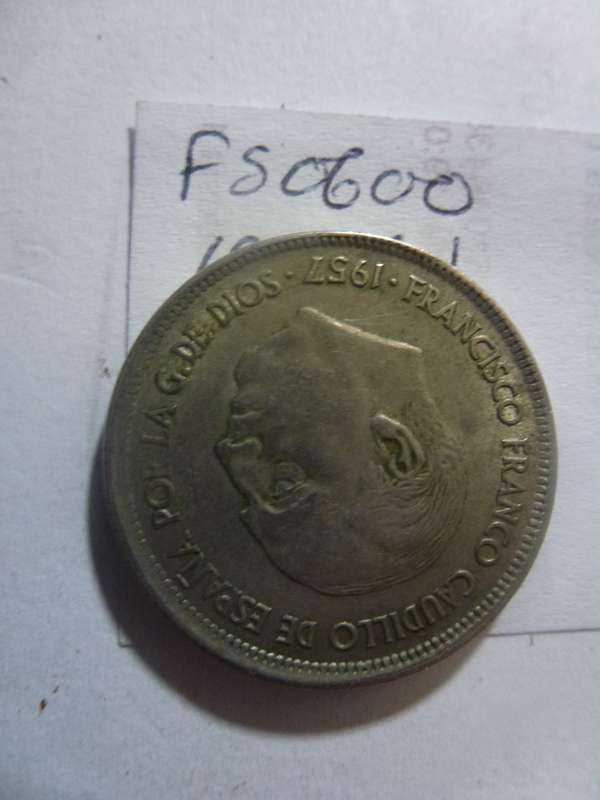 FS0600
FRANCISCO FRANCO CAUDILLO DE ESPAÑA POR LA G. DE DIOS · 1957 ·